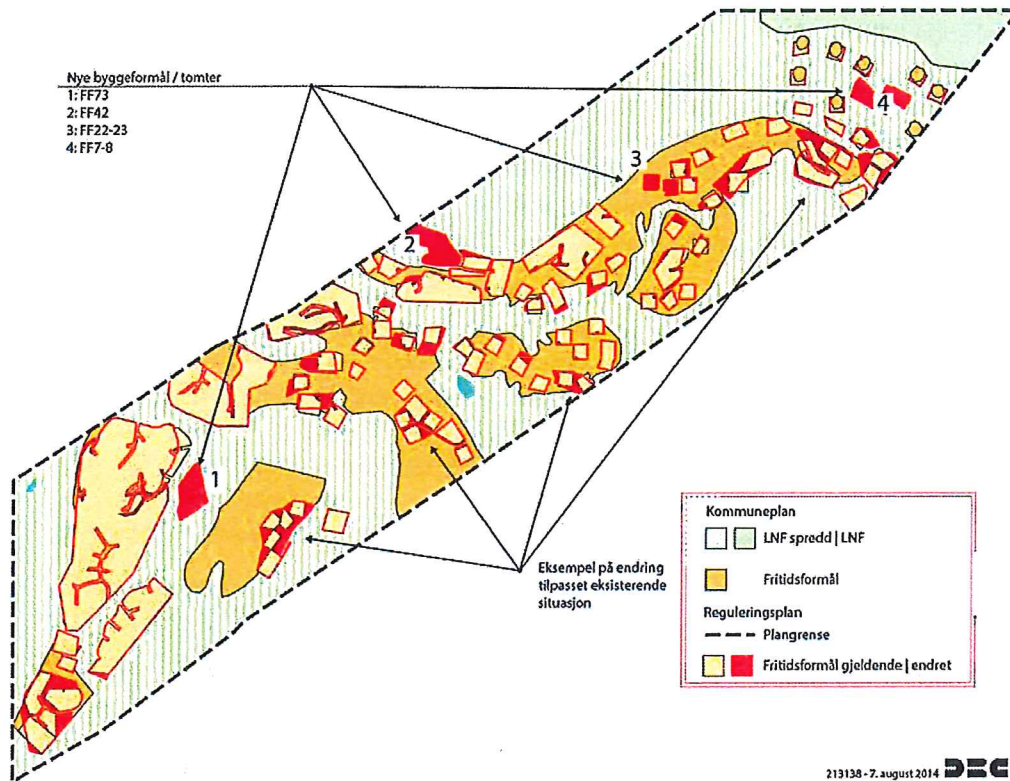 Nye byggeformål / tomter
1: FF73
2: FF42
3: FF22-23
4: FF7-8
4
3
2
1
Eksempel på endring
tilpasset eksisterende
situasjon
Kommuneplan
LNF spredd | LNF
Fritidsformål
Reguleringsplan
Plangrense
Fritidsformål gjeldende | endret
213138 - 7. august 2014